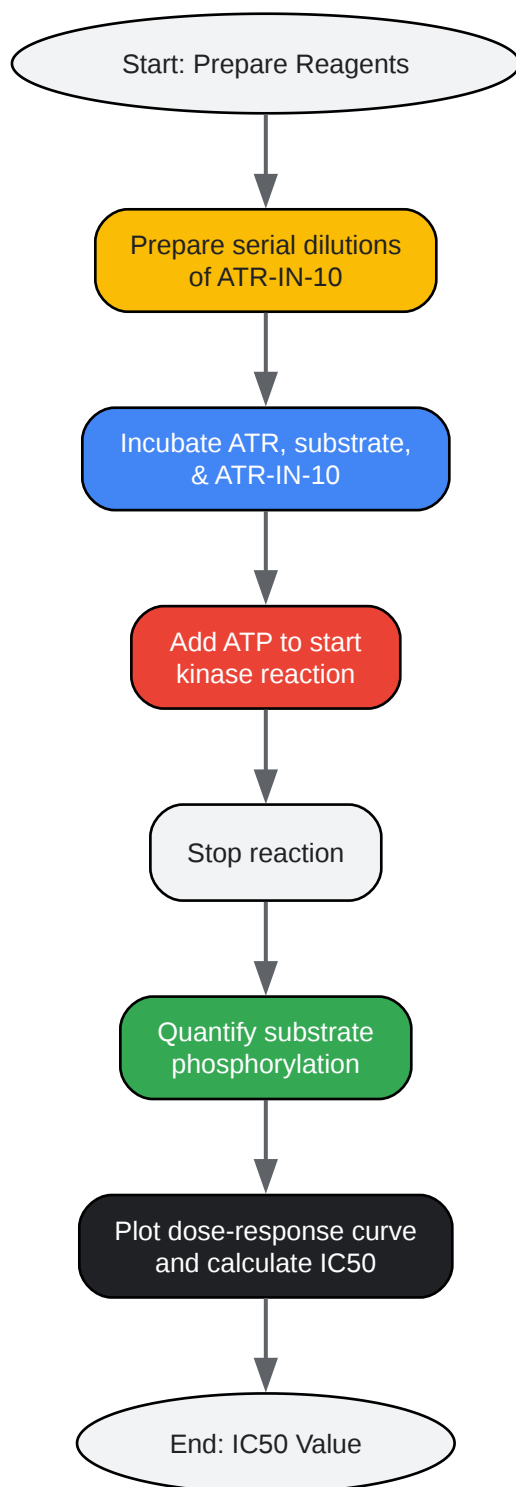 Start: Prepare Reagents
Prepare serial dilutions
of ATR-IN-10
Incubate ATR, substrate,
& ATR-IN-10
Add ATP to start
kinase reaction
Stop reaction
Quantify substrate
phosphorylation
Plot dose-response curve
and calculate IC50
End: IC50 Value